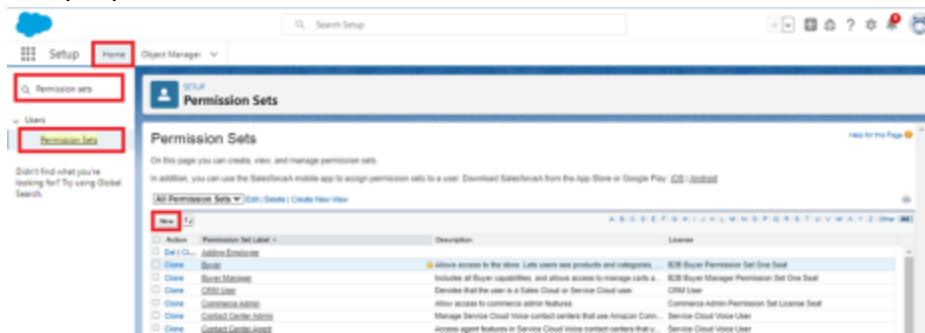 Search Setup
Setup
Home
Object Manager
Permission sets
Users
Permission Sets
Didn't find what you're
looking for? Try using Global
Search.
SETUP
Permission Sets
Permission Sets
Help for this Page
On this page you can create, view, and manage permission sets.
In addition, you can use the SalesforceA mobile app to assign permission sets to a user. Download SalesforceA from the App Store or Google Play: iOS | Android
All Permission Sets Edit | Delete | Create New View
New
A B C D E F G H I J K L M N O P Q R S T U V W X Y Z Other All
Action Permission Set Label Description License
Del | Cl... Adding Employee
Clone Buyer Allows access to the store. Lets users see products and categories, ... B2B Buyer Permission Set One Seat
Clone Buyer Manager Includes all Buyer capabilities, and allows access to manage carts a... B2B Buyer Manager Permission Set One Seat
Clone CRM User Denotes that the user is a Sales Cloud or Service Cloud user. CRM User
Clone Commerce Admin Allow access to commerce admin features. Commerce Admin Permission Set License Seat
Clone Contact Center Admin Manage Service Cloud Voice contact centers that use Amazon Conn... Service Cloud Voice User
Clone Contact Center Agent Access agent features in Service Cloud Voice contact centers that u... Service Cloud Voice User